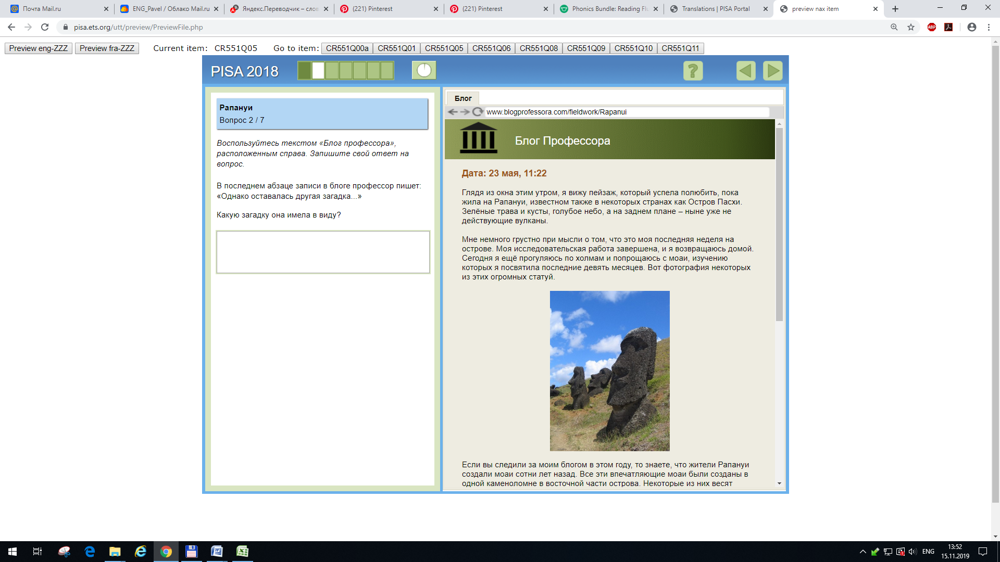 Почта Mail.ru
ENG_Pavel / Облако Mail.ru
Яндекс.Переводчик – слов
(221) Pinterest
(221) Pinterest
Phonics Bundle: Reading Flu
Translations | PISA Portal
preview nax item
pisa.ets.org/utt/preview/PreviewFile.php
ABP
Preview eng-ZZZ
Preview fra-ZZZ
Current item: CR551Q05
Go to item:
CR551Q00a
CR551Q01
CR551Q05
CR551Q06
CR551Q08
CR551Q09
CR551Q10
CR551Q11
PISA 2018
?
Рапануи
Вопрос 2 / 7
Воспользуйтесь текстом «Блог профессора»,
расположенным справа. Запишите свой ответ на
вопрос.
В последнем абзаце записи в блоге профессор пишет:
«Однако оставалась другая загадка...»
Какую загадку она имела в виду?
Блог
www.blogprofessora.com/fieldwork/Rapanui
Блог Профессора
Дата: 23 мая, 11:22
Глядя из окна этим утром, я вижу пейзаж, который успела полюбить, пока
жила на Рапануи, известном также в некоторых странах как Остров Пасхи.
Зелёные трава и кусты, голубое небо, а на заднем плане – ныне уже не
действующие вулканы.
Мне немного грустно при мысли о том, что это моя последняя неделя на
острове. Моя исследовательская работа завершена, и я возвращаюсь домой.
Сегодня я ещё прогуляюсь по холмам и попрощаюсь с моаи, изучению
которых я посвятила последние девять месяцев. Вот фотография некоторых
из этих огромных статуй.
Если вы следили за моим блогом в этом году, то знаете, что жители Рапануи
создали моаи сотни лет назад. Все эти впечатляющие моаи были созданы в
одной каменоломне в восточной части острова. Некоторые из них весят
ENG
13:52
15.11.2019